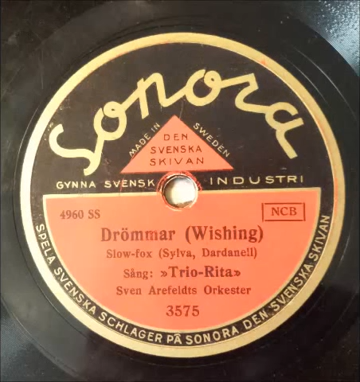 Sonora
MADE IN SWEDEN
DEN
SVENSKA
SKIVAN
GYNNA SVENSK INDUSTRI
4960 SS
NCB
Drömmar (Wishing)
Slow-fox (Sylva, Dardanell)
Sång: »Trio-Rita»
Sven Arefeldts Orkester
3575
SPELA SVENSKA SCHLAGER PÅ SONORA DEN SVENSKA SKIVAN